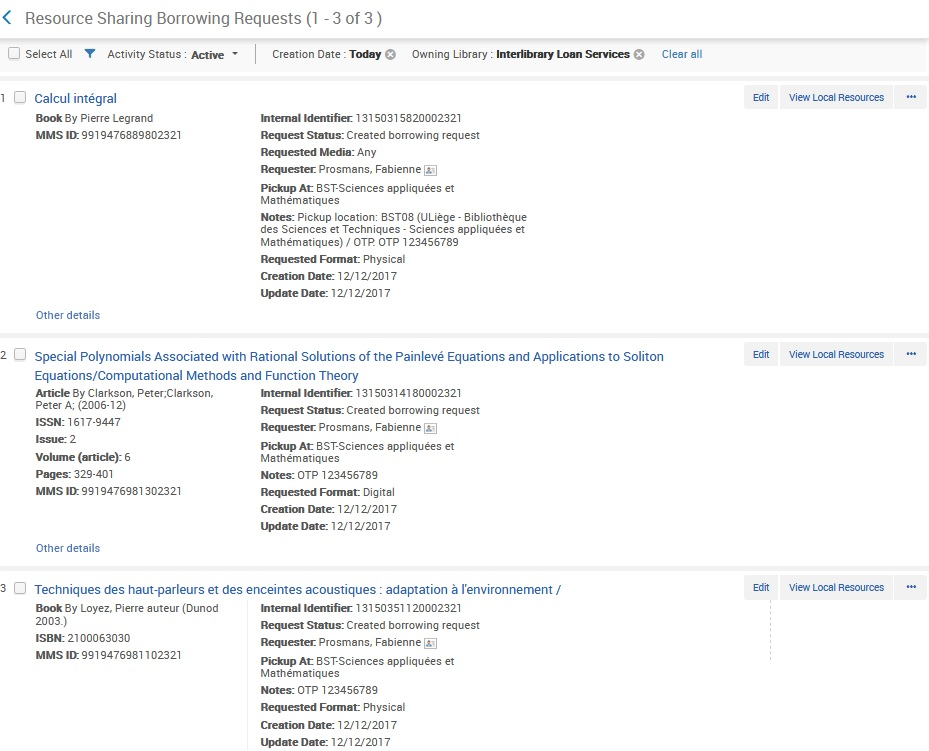 Resource Sharing Borrowing Requests (1 - 3 of 3 )
Select All Activity Status : Active Creation Date : Today Owning Library : Interlibrary Loan Services Clear all
1 Calcul intégral Edit View Local Resources ...
Book By Pierre Legrand
MMS ID: 9919476889802321
Internal Identifier: 13150315820002321
Request Status: Created borrowing request
Requested Media: Any
Requester: Prosmans, Fabienne
Pickup At: BST-Sciences appliquées et
Mathématiques
Notes: Pickup location: BST08 (ULiège - Bibliothèque
des Sciences et Techniques - Sciences appliquées et
Mathématiques) / OTP. OTP 123456789
Requested Format: Physical
Creation Date: 12/12/2017
Update Date: 12/12/2017
Other details
2 Special Polynomials Associated with Rational Solutions of the Painlevé Equations and Applications to Soliton Edit View Local Resources ...
Equations/Computational Methods and Function Theory
Article By Clarkson, Peter;Clarkson,
Peter A; (2006-12)
ISSN: 1617-9447
Issue: 2
Volume (article): 6
Pages: 329-401
MMS ID: 9919476981302321
Internal Identifier: 13150314180002321
Request Status: Created borrowing request
Requester: Prosmans, Fabienne
Pickup At: BST-Sciences appliquées et
Mathématiques
Notes: OTP 123456789
Requested Format: Digital
Creation Date: 12/12/2017
Update Date: 12/12/2017
Other details
3 Techniques des haut-parleurs et des enceintes acoustiques : adaptation à l'environnement / Edit View Local Resources ...
Book By Loyez, Pierre auteur (Dunod
2003.)
ISBN: 2100063030
MMS ID: 9919476981102321
Internal Identifier: 13150351120002321
Request Status: Created borrowing request
Requester: Prosmans, Fabienne
Pickup At: BST-Sciences appliquées et
Mathématiques
Notes: OTP 123456789
Requested Format: Physical
Creation Date: 12/12/2017
Update Date: 12/12/2017